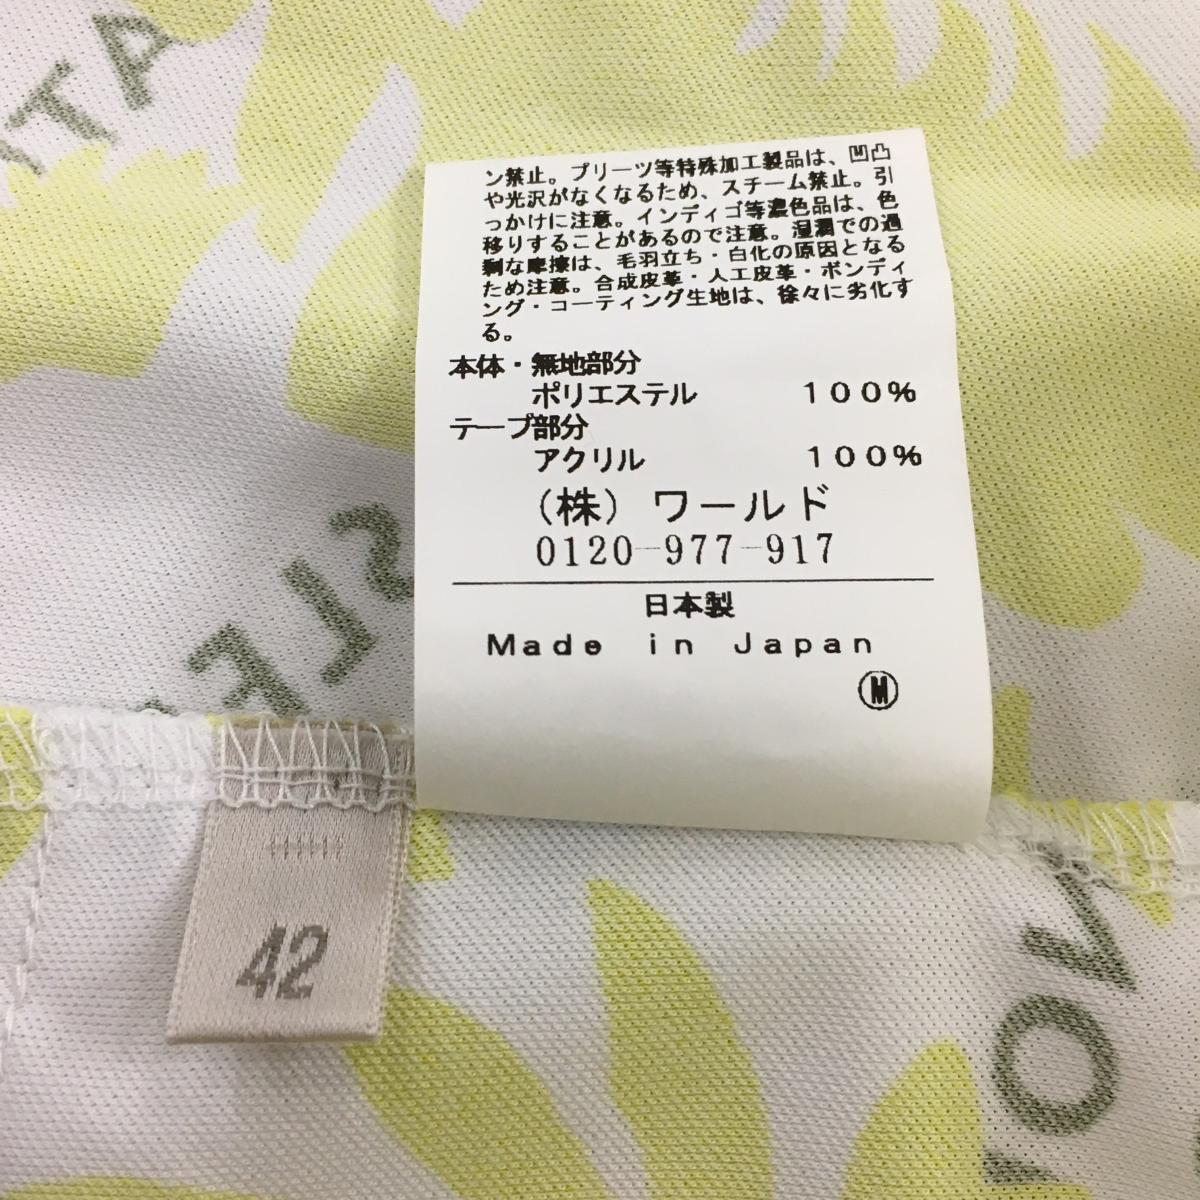 TA
ン禁止。プリーツ等特殊加工製品は、凹凸
や光沢がなくなるため、スチーム禁止。引
っかけに注意。インディゴ等濃色品は、色
移りすることがあるので注意。湿潤での過
剰な摩擦は、毛羽立ち・白化の原因となる
ため注意。合成皮革・人工皮革・ボンディ
ング・コーティング生地は、徐々に劣化す
る。
本体・無地部分
ポリエステル 100%
テープ部分
アクリル 100%
(株) ワールド
0120-977-917
日本製
Made in Japan
M
42